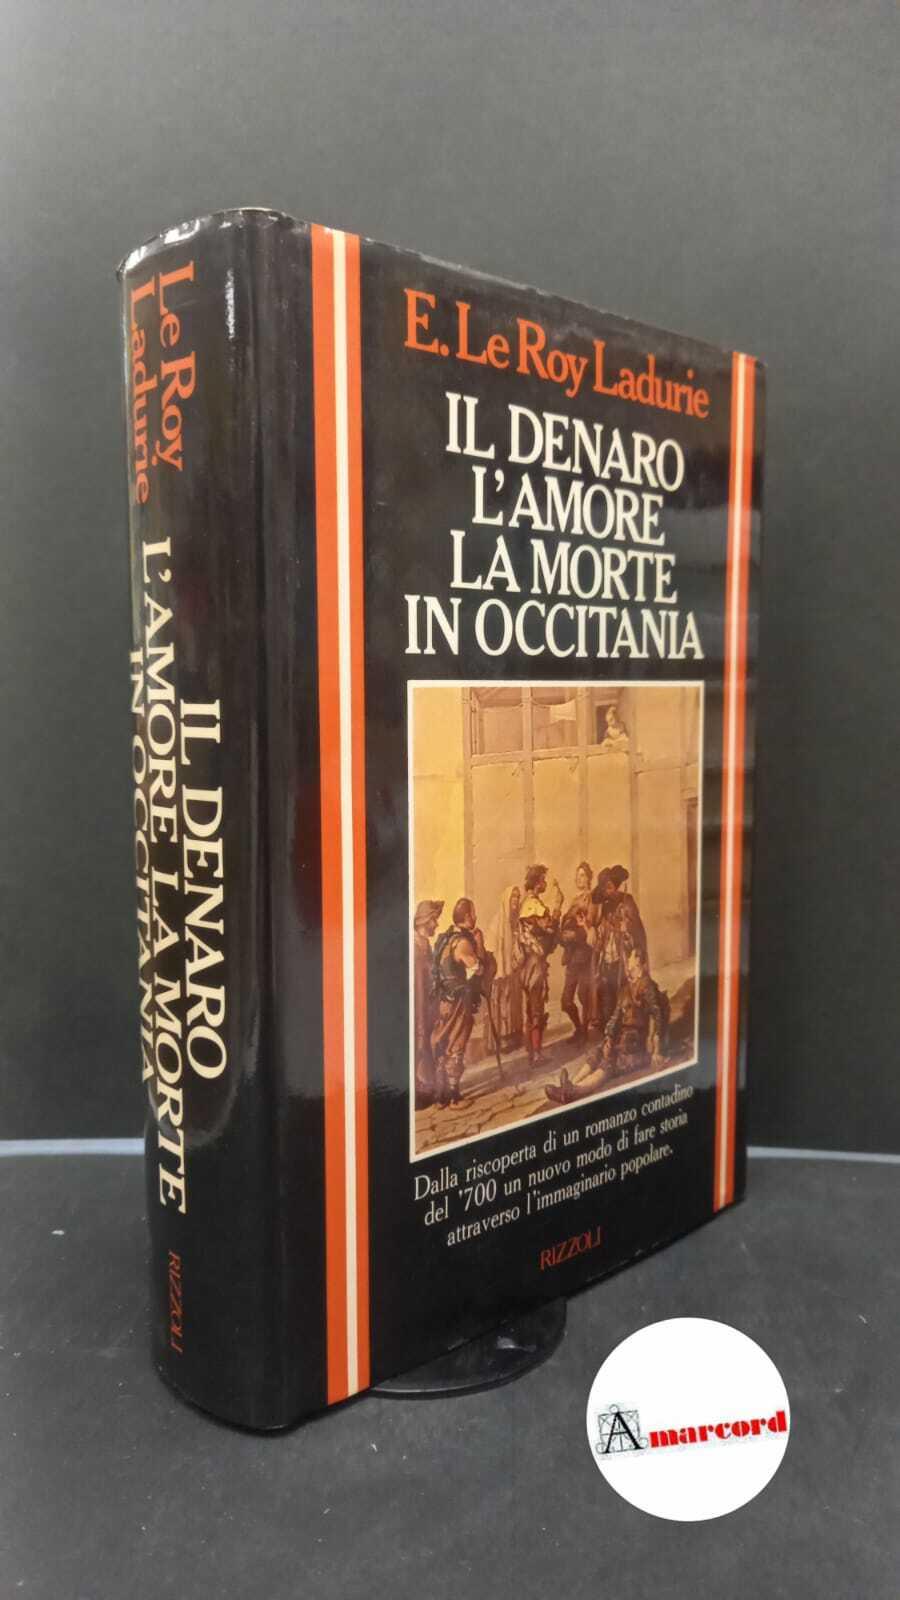 Le Roy
Ladurie
IL DENARO
L'AMORE LA MORTE
IN OCCITANIA
RIZZOLI
E. Le Roy Ladurie
IL DENARO
L'AMORE
LA MORTE
IN OCCITANIA
Dalla riscoperta di un romanzo contadino
del '700 un nuovo modo di fare storia
attraverso l'immaginario popolare.
RIZZOLI
Amarcord